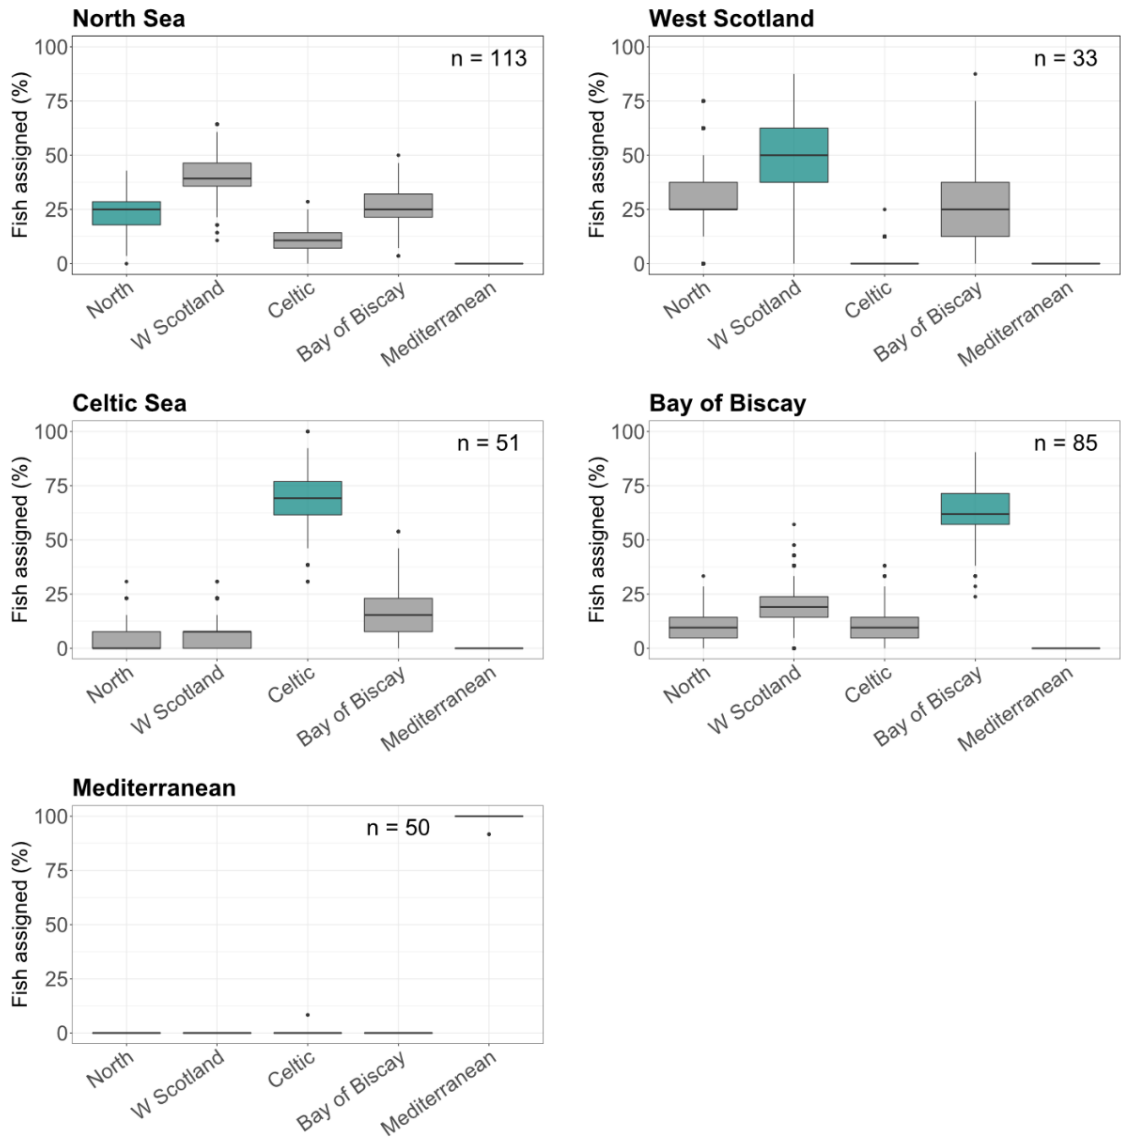 North Sea
Fish assigned (%)
100
75
50
25
0
n = 113
North
W Scotland
Celtic
Bay of Biscay
Mediterranean
West Scotland
Fish assigned (%)
100
75
50
25
0
n = 33
North
W Scotland
Celtic
Bay of Biscay
Mediterranean
Celtic Sea
Fish assigned (%)
100
75
50
25
0
n = 51
North
W Scotland
Celtic
Bay of Biscay
Mediterranean
Bay of Biscay
Fish assigned (%)
100
75
50
25
0
n = 85
North
W Scotland
Celtic
Bay of Biscay
Mediterranean
Mediterranean
Fish assigned (%)
100
75
50
25
0
n = 50
North
W Scotland
Celtic
Bay of Biscay
Mediterranean